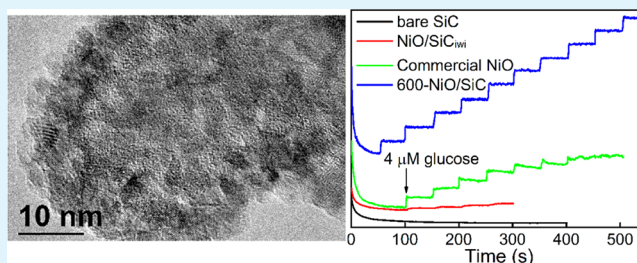 10 nm
bare SiC
NiO/SiCiwi
Commercial NiO
600-NiO/SiC
4 μM glucose
0 100 200 300 400 500
Time (s)